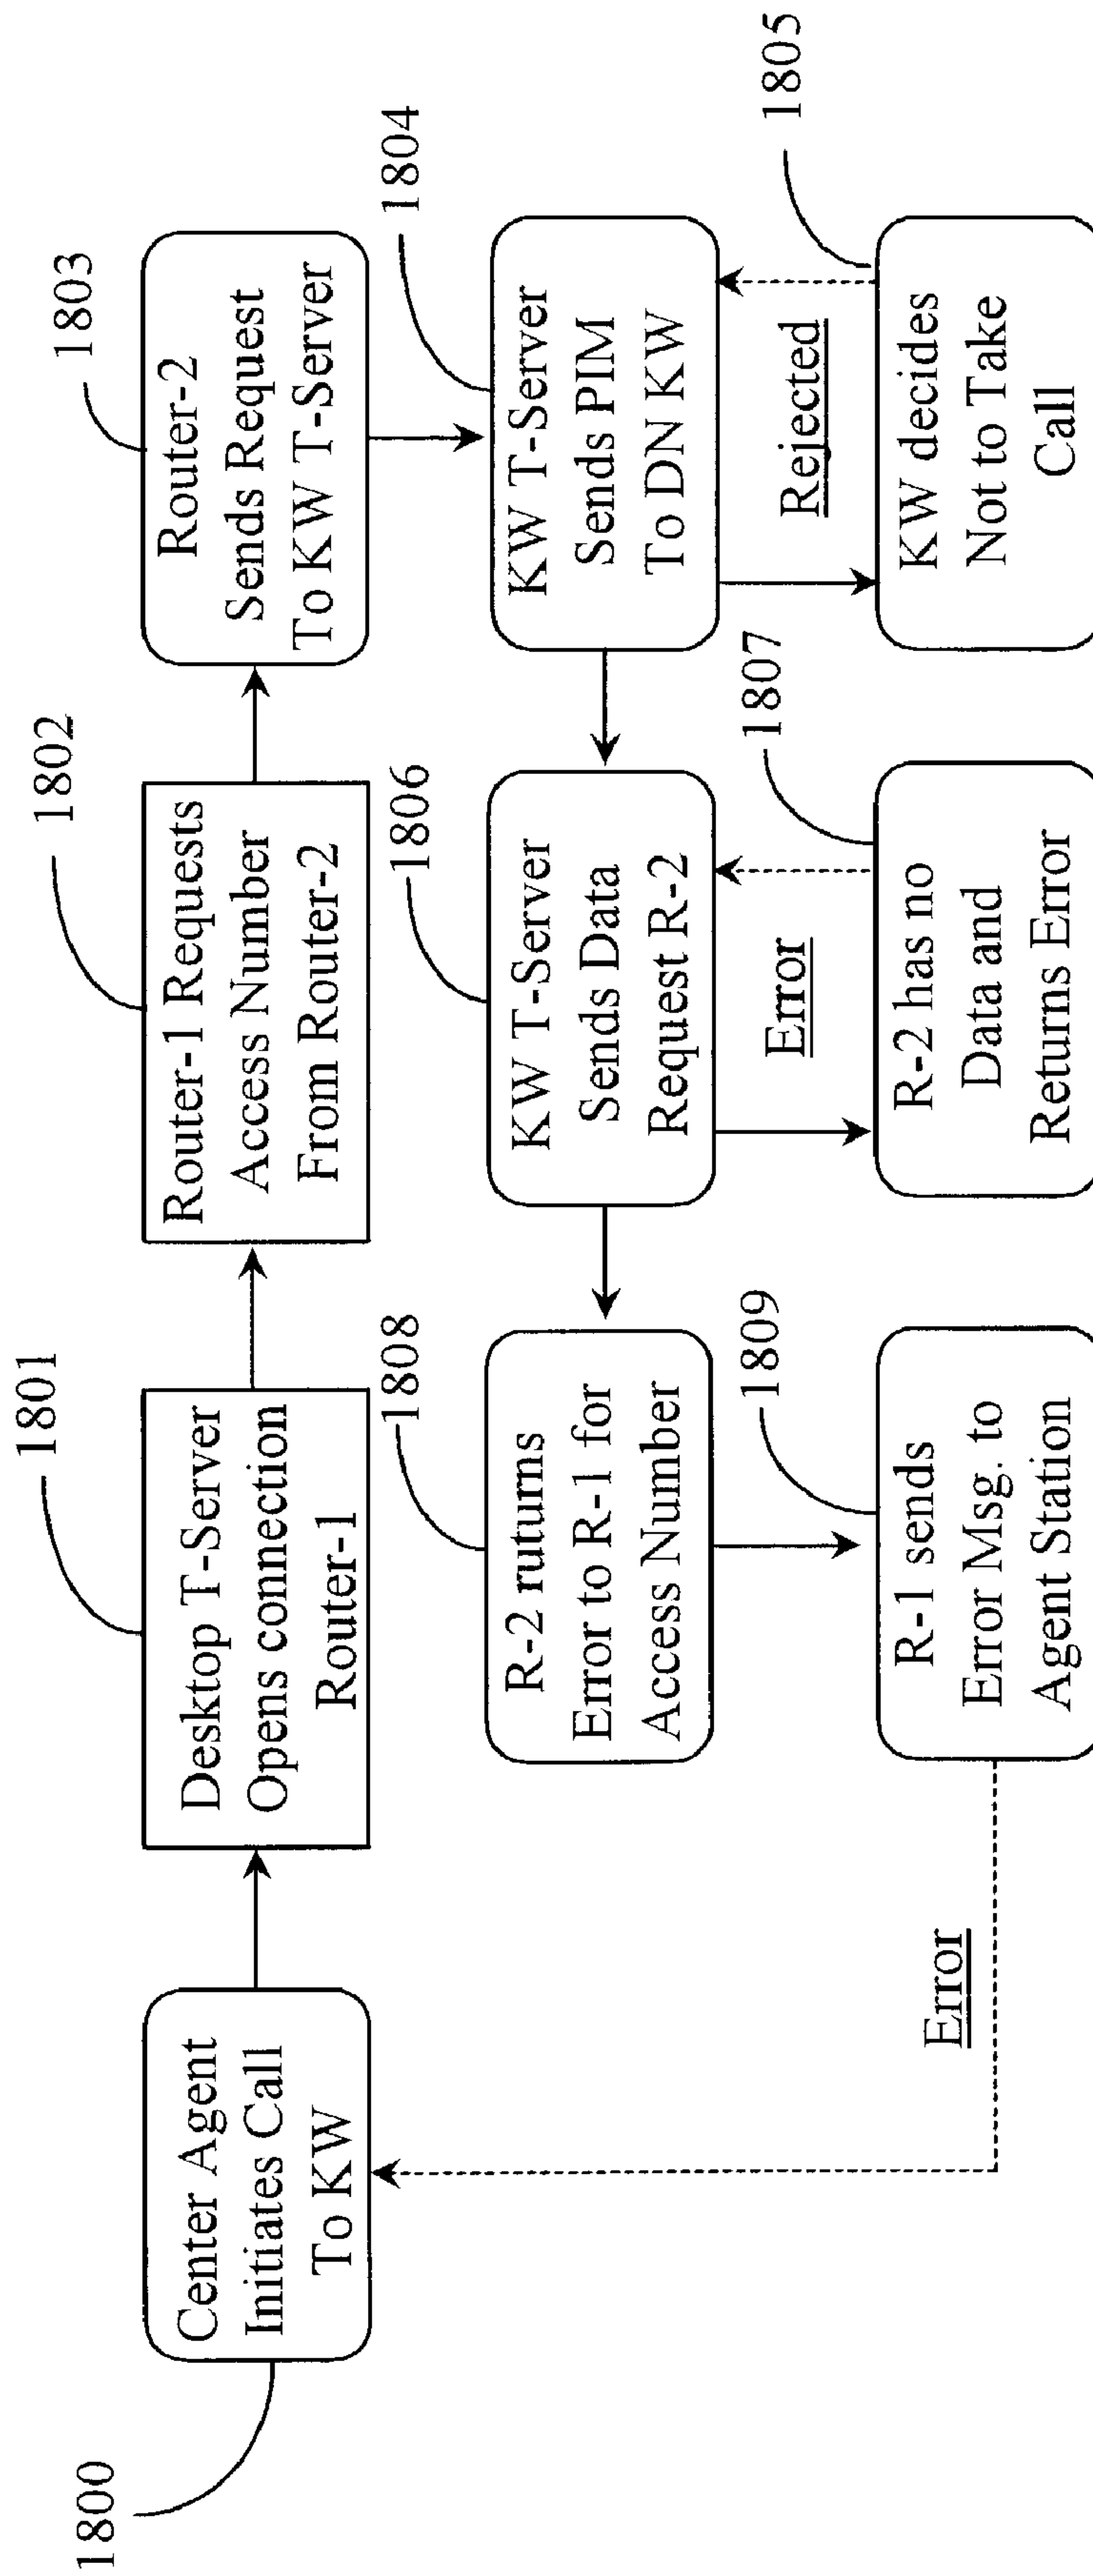 1800
Center Agent
Initiates Call
To KW
1801
Desktop T-Server
Opens connection
Router-1
1802
Router-1 Requests
Access Number
From Router-2
1803
Router-2
Sends Request
To KW T-Server
1804
KW T-Server
Sends PIM
To DN KW
Rejected
1805
KW decides
Not to Take
Call
1806
KW T-Server
Sends Data
Request R-2
Error
1807
R-2 has no
Data and
Returns Error
1808
R-2 ruturns
Error to R-1 for
Access Number
1809
R-1 sends
Error Msg. to
Agent Station
Error